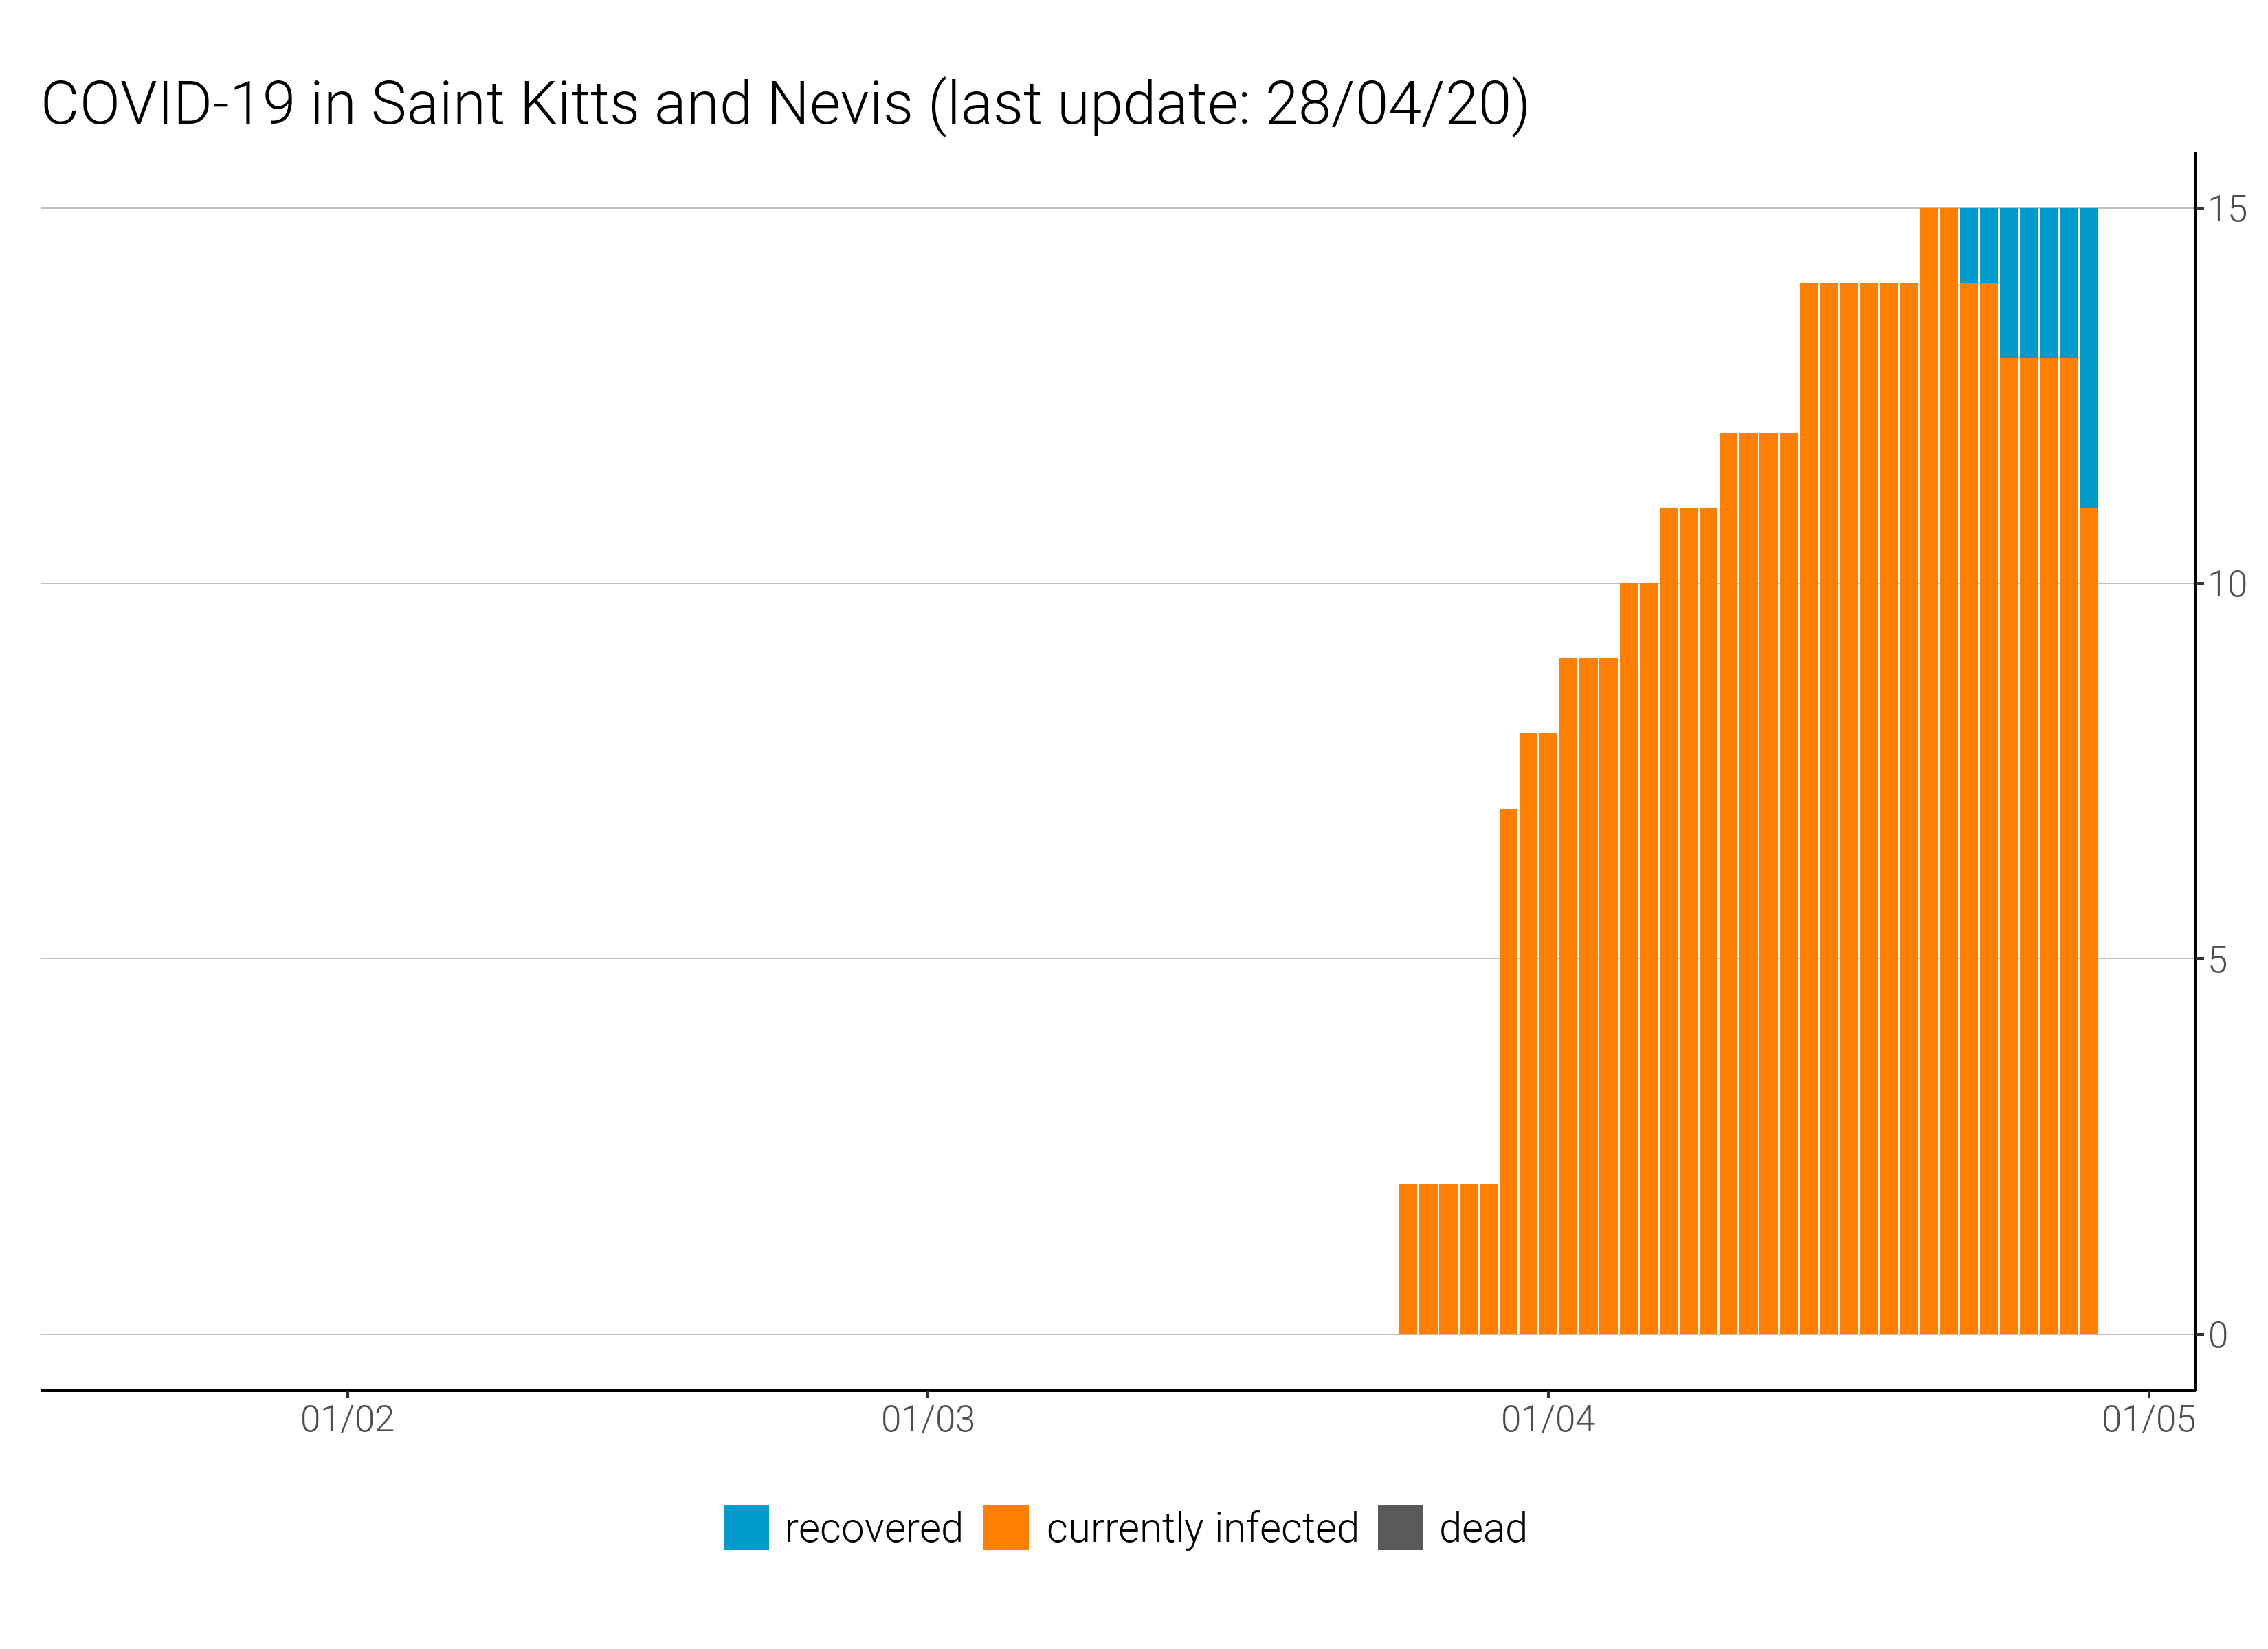 COVID-19 in Saint Kitts and Nevis (last update: 28/04/20)
15
10
5
0
01/02 01/03 01/04 01/05
recovered currently infected dead